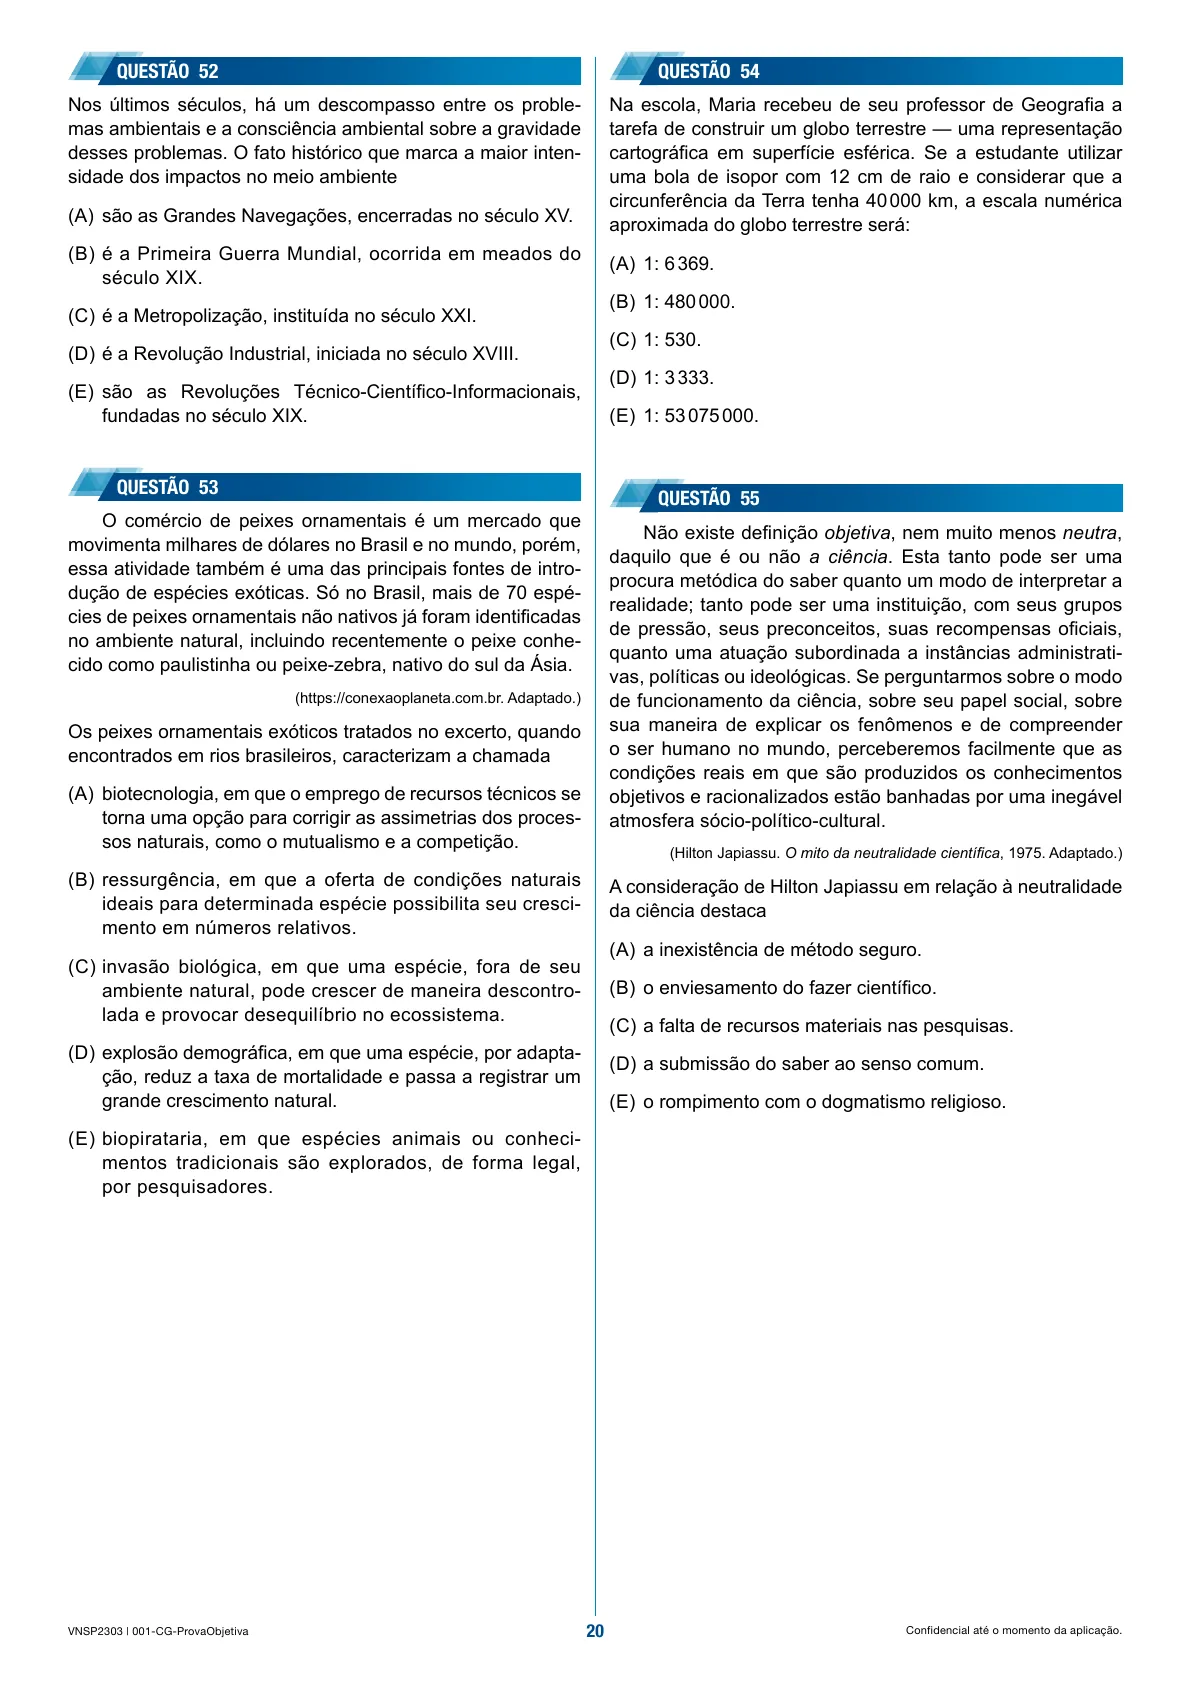 QUESTÃO 52
Nos últimos séculos, há um descompasso entre os proble-
mas ambientais e a consciência ambiental sobre a gravidade
desses problemas. O fato histórico que marca a maior inten-
sidade dos impactos no meio ambiente
(A) são as Grandes Navegações, encerradas no século XV.
(B) é a Primeira Guerra Mundial, ocorrida em meados do
século XIX.
(C) é a Metropolização, instituída no século XXI.
(D) é a Revolução Industrial, iniciada no século XVIII.
(E) são as Revoluções Técnico-Científico-Informacionais,
fundadas no século XIX.
QUESTÃO 53
O comércio de peixes ornamentais é um mercado que
movimenta milhares de dólares no Brasil e no mundo, porém,
essa atividade também é uma das principais fontes de intro-
dução de espécies exóticas. Só no Brasil, mais de 70 espé-
cies de peixes ornamentais não nativos já foram identificadas
no ambiente natural, incluindo recentemente o peixe conhe-
cido como paulistinha ou peixe-zebra, nativo do sul da Ásia.
(https://conexaoplaneta.com.br. Adaptado.)
Os peixes ornamentais exóticos tratados no excerto, quando
encontrados em rios brasileiros, caracterizam a chamada
(A) biotecnologia, em que o emprego de recursos técnicos se
torna uma opção para corrigir as assimetrias dos proces-
sos naturais, como o mutualismo e a competição.
(B) ressurgência, em que a oferta de condições naturais
ideais para determinada espécie possibilita seu cresci-
mento em números relativos.
(C) invasão biológica, em que uma espécie, fora de seu
ambiente natural, pode crescer de maneira descontro-
lada e provocar desequilíbrio no ecossistema.
(D) explosão demográfica, em que uma espécie, por adapta-
ção, reduz a taxa de mortalidade e passa a registrar um
grande crescimento natural.
(E) biopirataria, em que espécies animais ou conheci-
mentos tradicionais são explorados, de forma legal,
por pesquisadores.
QUESTÃO 54
Na escola, Maria recebeu de seu professor de Geografia a
tarefa de construir um globo terrestre — uma representação
cartográfica em superfície esférica. Se a estudante utilizar
uma bola de isopor com 12 cm de raio e considerar que a
circunferência da Terra tenha 40 000 km, a escala numérica
aproximada do globo terrestre será:
(A) 1: 6 369.
(B) 1: 480 000.
(C) 1: 530.
(D) 1: 3 333.
(E) 1: 53 075 000.
QUESTÃO 55
Não existe definição objetiva, nem muito menos neutra,
daquilo que é ou não a ciência. Esta tanto pode ser uma
procura metódica do saber quanto um modo de interpretar a
realidade; tanto pode ser uma instituição, com seus grupos
de pressão, seus preconceitos, suas recompensas oficiais,
quanto uma atuação subordinada a instâncias administrati-
vas, políticas ou ideológicas. Se perguntarmos sobre o modo
de funcionamento da ciência, sobre seu papel social, sobre
sua maneira de explicar os fenômenos e de compreender
o ser humano no mundo, perceberemos facilmente que as
condições reais em que são produzidos os conhecimentos
objetivos e racionalizados estão banhadas por uma inegável
atmosfera sócio-político-cultural.
(Hilton Japiassu. O mito da neutralidade científica, 1975. Adaptado.)
A consideração de Hilton Japiassu em relação à neutralidade
da ciência destaca
(A) a inexistência de método seguro.
(B) o enviesamento do fazer científico.
(C) a falta de recursos materiais nas pesquisas.
(D) a submissão do saber ao senso comum.
(E) o rompimento com o dogmatismo religioso.
VNSP2303 | 001-CG-ProvaObjetiva
20
Confidencial até o momento da aplicação.